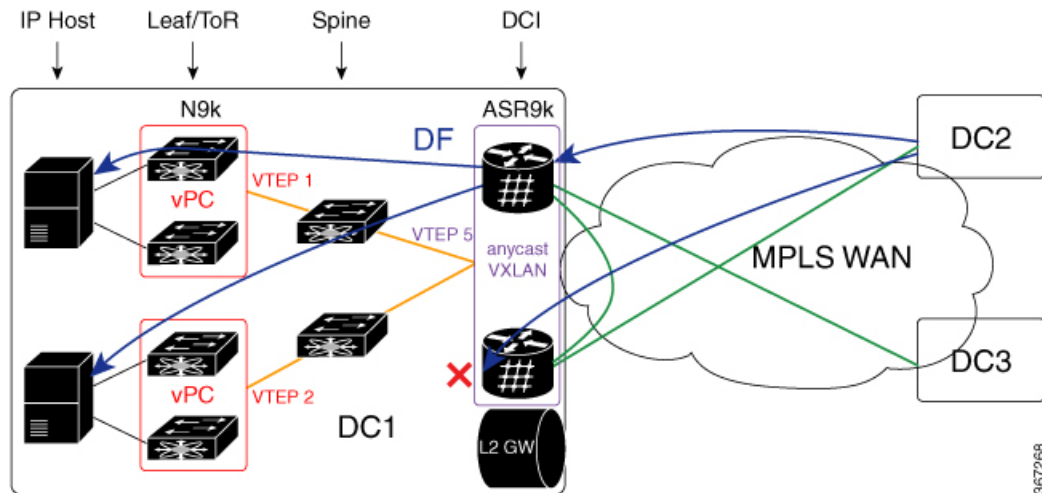 IP Host
Leaf/ToR
Spine
DCI
N9k
ASR9k
DF
DC2
VTEP 1
vPC
VTEP 5
anycast
VXLAN
MPLS WAN
vPC
VTEP 2
DC1
DC3
L2 GW
367268